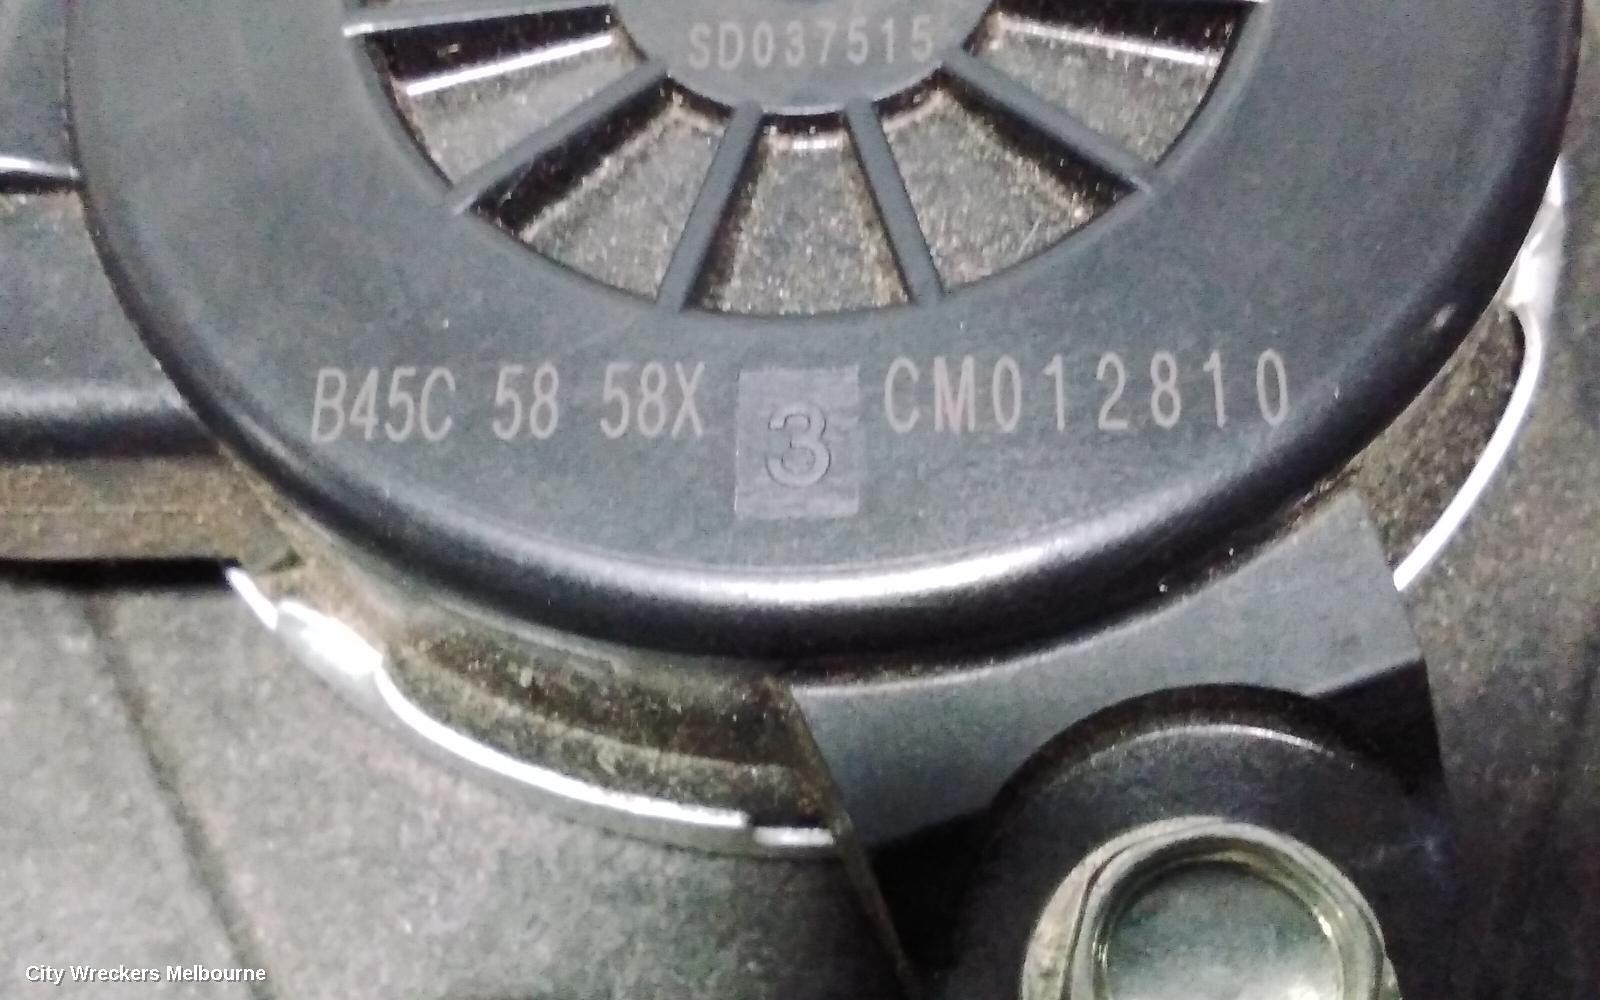 SD037515
B45C 58 58X 3 CM012810
City Wreckers Melbourne